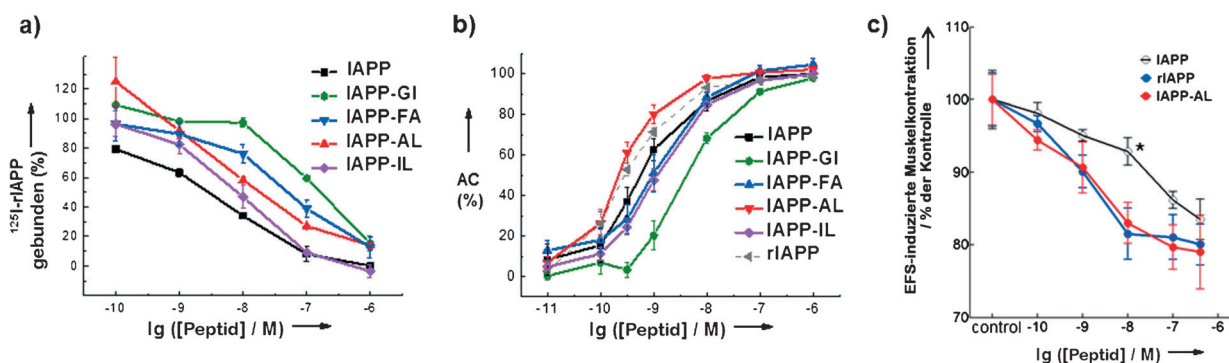 a)
¹²⁵I-rIAPP
gebunden (%)
120
100
80
60
40
20
0
-10
-9
-8
-7
-6
lg ([Peptid] / M)
IAPP
IAPP-GI
IAPP-FA
IAPP-AL
IAPP-IL
b)
AC
(%)
100
80
60
40
20
0
-11
-10
-9
-8
-7
-6
lg ([Peptid] / M)
IAPP
IAPP-GI
IAPP-FA
IAPP-AL
IAPP-IL
rIAPP
c)
EFS-induzierte Muskelkontraktion
/ % der Kontrolle
110
100
90
80
70
control
-10
-9
-8
-7
-6
lg ([Peptid] / M)
IAPP
rIAPP
IAPP-AL
*